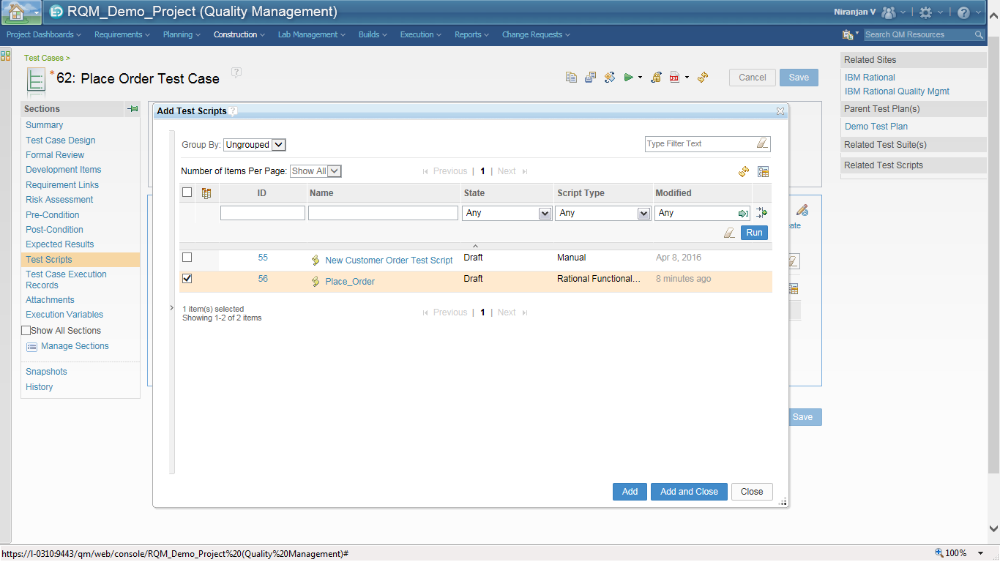 RQM_Demo_Project (Quality Management)
Niranjan V
Project Dashboards Requirements Planning Construction Lab Management Builds Execution Reports Change Requests
Search QM Resources
Test Cases >
* 62: Place Order Test Case
?
Cancel Save
Sections
Summary
Test Case Design
Formal Review
Development Items
Requirement Links
Risk Assessment
Pre-Condition
Post-Condition
Expected Results
Test Scripts
Test Case Execution
Records
Attachments
Execution Variables
Show All Sections
Manage Sections
Snapshots
History
Add Test Scripts ?
Group By: Ungrouped
Type Filter Text
Number of Items Per Page: Show All
Previous | 1 | Next
ID Name State Script Type Modified
Any Any Any
Run
55 New Customer Order Test Script Draft Manual Apr 8, 2016
56 Place_Order Draft Rational Functional... 8 minutes ago
1 item(s) selected
Showing 1-2 of 2 items
Previous | 1 | Next
Add Add and Close Close
ate
Save
Related Sites
IBM Rational
IBM Rational Quality Mgmt
Parent Test Plan(s)
Demo Test Plan
Related Test Suite(s)
Related Test Scripts
https://l-0310:9443/qm/web/console/RQM_Demo_Project%20(Quality%20Management)#
100%